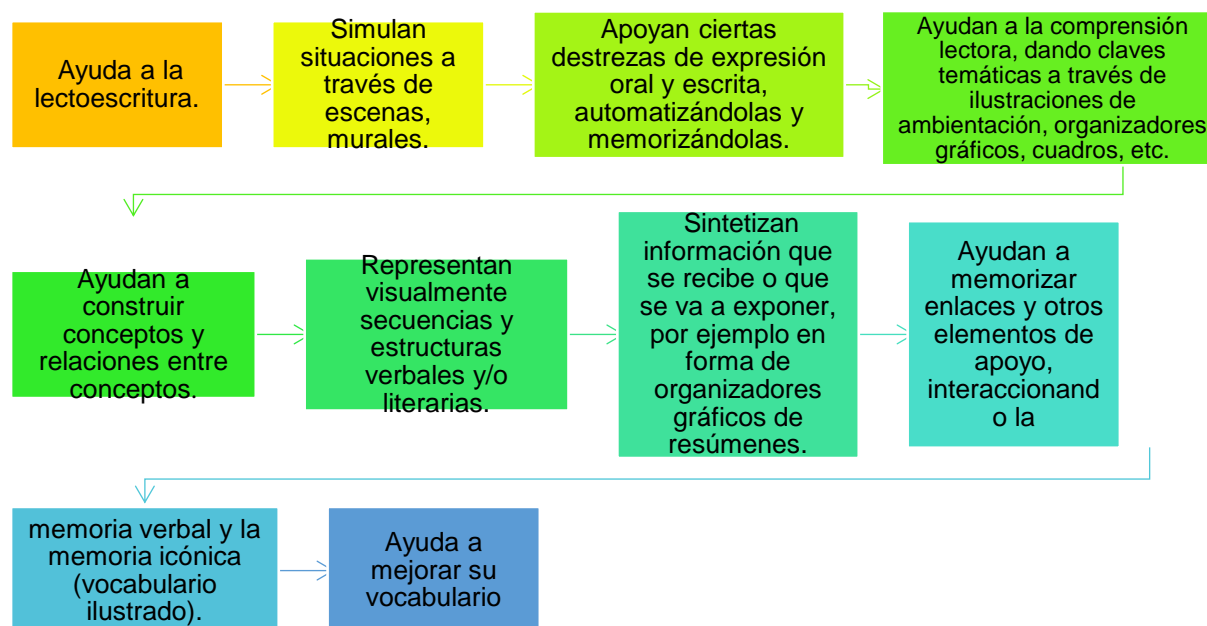 Ayuda a la
lectoescritura.
Simulan
situaciones a
través de
escenas,
murales.
Apoyan ciertas
destrezas de expresión
oral y escrita,
automatizándolas y
memorizándolas.
Ayudan a la comprensión
lectora, dando claves
temáticas a través de
ilustraciones de
ambientación, organizadores
gráficos, cuadros, etc.
Ayudan a
construir
conceptos y
relaciones entre
conceptos.
Representan
visualmente
secuencias y
estructuras
verbales y/o
literarias.
Sintetizan
información que
se recibe o que
se va a exponer,
por ejemplo en
forma de
organizadores
gráficos de
resúmenes.
Ayudan a
memorizar
enlaces y otros
elementos de
apoyo,
interaccionand
o la
memoria verbal y la
memoria icónica
(vocabulario
ilustrado).
Ayuda a
mejorar su
vocabulario